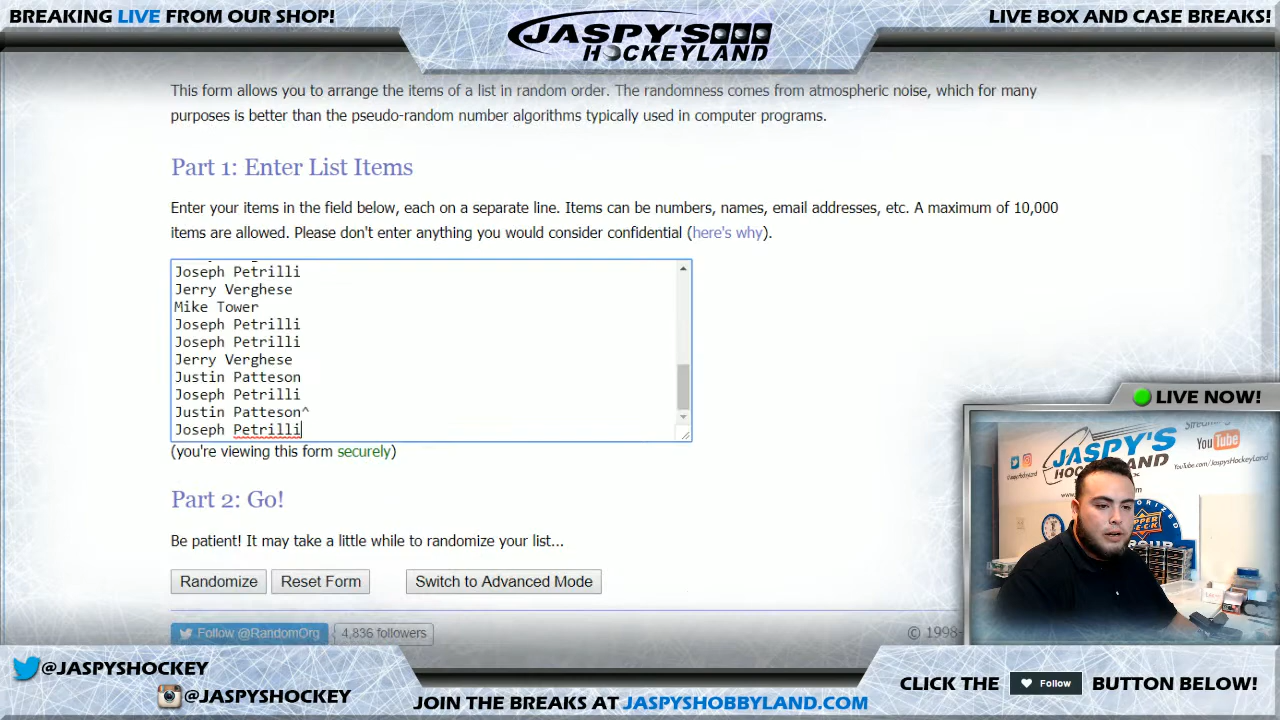 BREAKING LIVE FROM OUR SHOP!
JASPY'S
HOCKEYLAND
LIVE BOX AND CASE BREAKS!
This form allows you to arrange the items of a list in random order. The randomness comes from atmospheric noise, which for many
purposes is better than the pseudo-random number algorithms typically used in computer programs.
Part 1: Enter List Items
Enter your items in the field below, each on a separate line. Items can be numbers, names, email addresses, etc. A maximum of 10,000
items are allowed. Please don't enter anything you would consider confidential (here's why).
Joseph Petrilli
Jerry Verghese
Mike Tower
Joseph Petrilli
Joseph Petrilli
Jerry Verghese
Justin Patteson
Joseph Petrilli
Justin Patteson^
Joseph Petrilli
(you're viewing this form securely)
Part 2: Go!
Be patient! It may take a little while to randomize your list...
Randomize
Reset Form
Switch to Advanced Mode
Follow @RandomOrg
4,836 followers
© 1998-
LIVE NOW!
JASPY'S
YouTube
YouTube.com/JaspysHockeyLand
UPPER
DECK
@JASPYSHOCKEY
@JASPYSHOCKEY
JOIN THE BREAKS AT JASPYSHOBBYLAND.COM
CLICK THE Follow BUTTON BELOW!